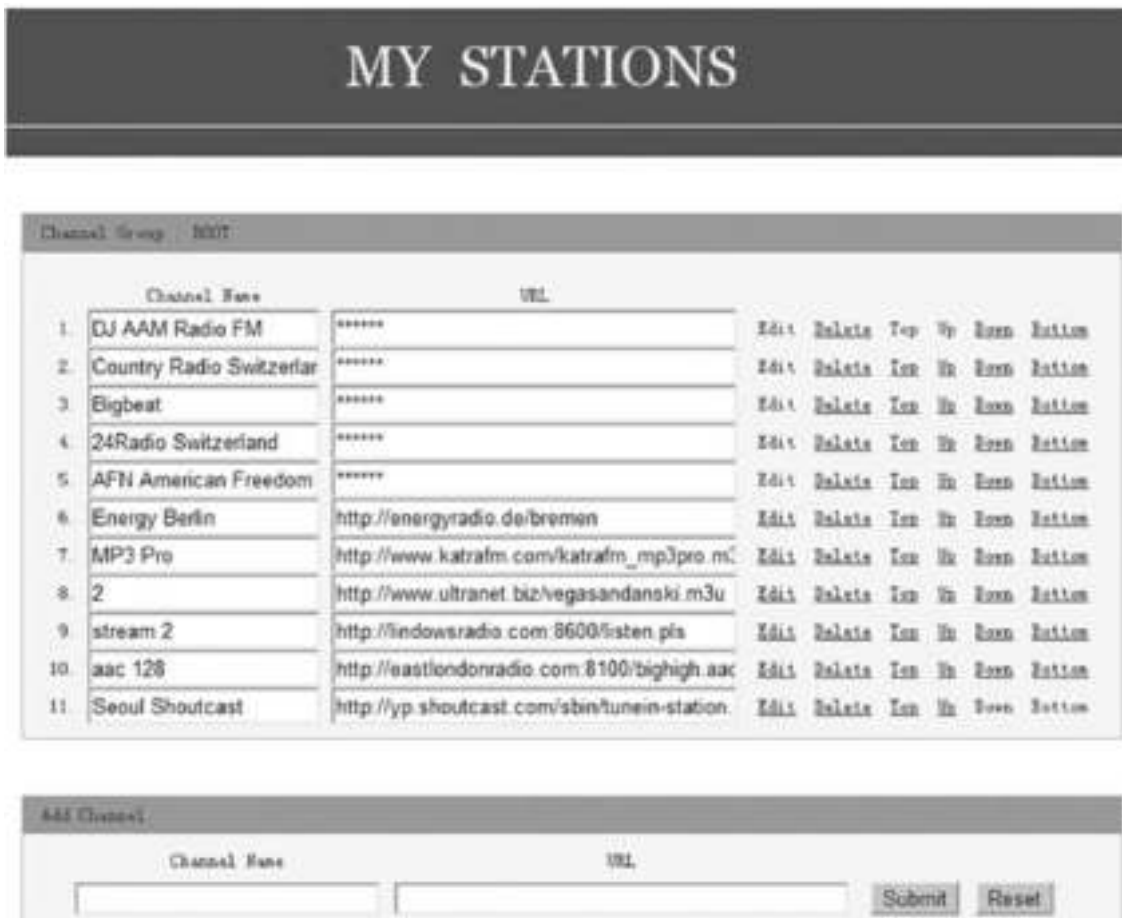 MY STATIONS
Channel Group ROOT
Channel Name URL
1. DJ AAM Radio FM ****** Edit Delete Top Up Down Bottom
2. Country Radio Switzerlar ****** Edit Delete Top Up Down Bottom
3. Bigbeat ****** Edit Delete Top Up Down Bottom
4. 24Radio Switzerland ****** Edit Delete Top Up Down Bottom
5. AFN American Freedom ****** Edit Delete Top Up Down Bottom
6. Energy Berlin http://energyradio.de/bremen Edit Delete Top Up Down Bottom
7. MP3 Pro http://www.katrafm.com/katrafm_mp3pro.m3 Edit Delete Top Up Down Bottom
8. 2 http://www.ultranet.biz/vegasandanski.m3u Edit Delete Top Up Down Bottom
9. stream 2 http://lindowsradio.com:8600/listen.pls Edit Delete Top Up Down Bottom
10. aac 128 http://eastlondonradio.com:8100/bighigh.aac Edit Delete Top Up Down Bottom
11. Seoul Shoutcast http://yp.shoutcast.com/sbin/tunein-station. Edit Delete Top Up Down Bottom
Add Channel
Channel Name URL
Submit Reset